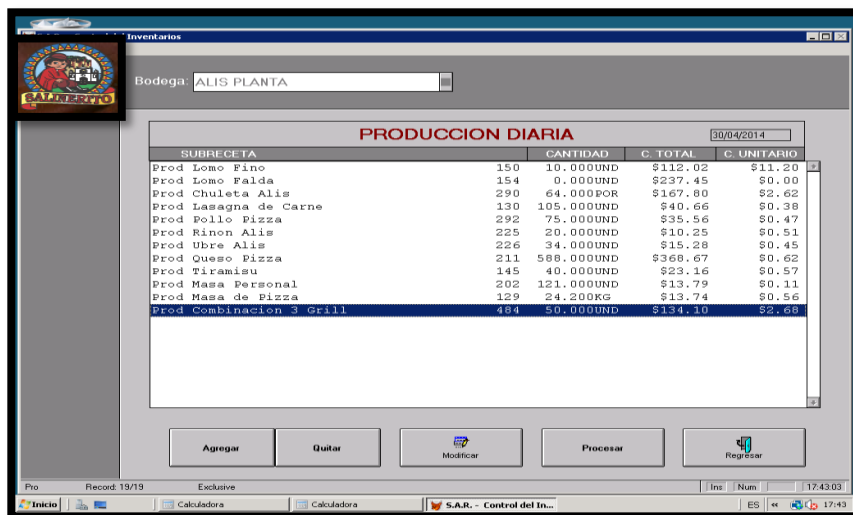 Inventarios
SALINERITO
Bodega: ALIS PLANTA
PRODUCCION DIARIA 30/04/2014
SUBRECETA CANTIDAD C. TOTAL C. UNITARIO
Prod Lomo Fino 150 10.000UND $112.02 $11.20
Prod Lomo Falda 154 0.000UND $237.45 $0.00
Prod Chuleta Alis 290 64.000POR $167.80 $2.62
Prod Lasagna de Carne 130 105.000UND $40.66 $0.38
Prod Pollo Pizza 292 75.000UND $35.56 $0.47
Prod Rinon Alis 225 20.000UND $10.25 $0.51
Prod Ubre Alis 226 34.000UND $15.28 $0.45
Prod Queso Pizza 211 588.000UND $368.67 $0.62
Prod Tiramisu 145 40.000UND $23.16 $0.57
Prod Masa Personal 202 121.000UND $13.79 $0.11
Prod Masa de Pizza 129 24.200KG $13.74 $0.56
Prod Combinacion 3 Grill 484 50.000UND $134.10 $2.68
Agregar Quitar Modificar Procesar Regresar
Pro Record: 19/19 Exclusive Ins Num 17:43:03
Inicio Calculadora Calculadora S.A.R. - Control del In... ES « 17:43